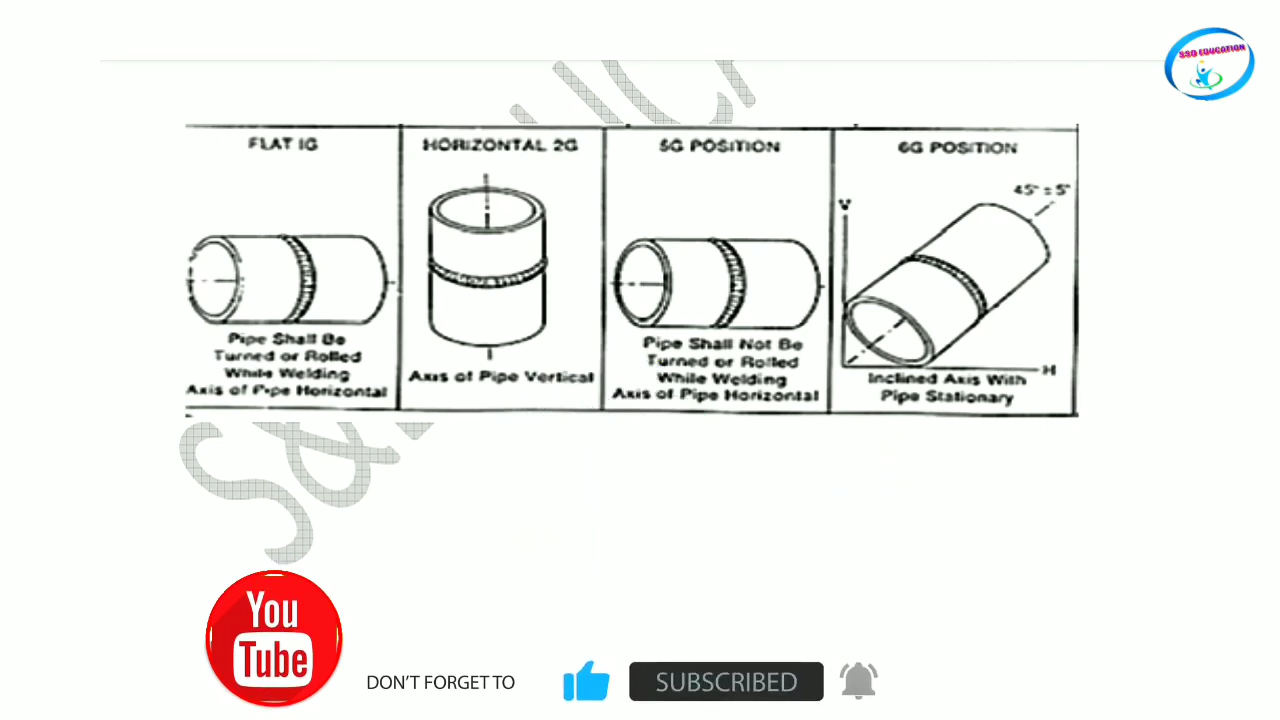 SSD EDUCATION
FLAT 1G
HORIZONTAL 2G
5G POSITION
6G POSITION
45° ± 5°
V
H
Pipe Shall Be
Turned or Rolled
While Welding
Axis of Pipe Horizontal
Axis of Pipe Vertical
Pipe Shall Not Be
Turned or Rolled
While Welding
Axis of Pipe Horizontal
Inclined Axis With
Pipe Stationary
You
Tube
DON'T FORGET TO
SUBSCRIBED